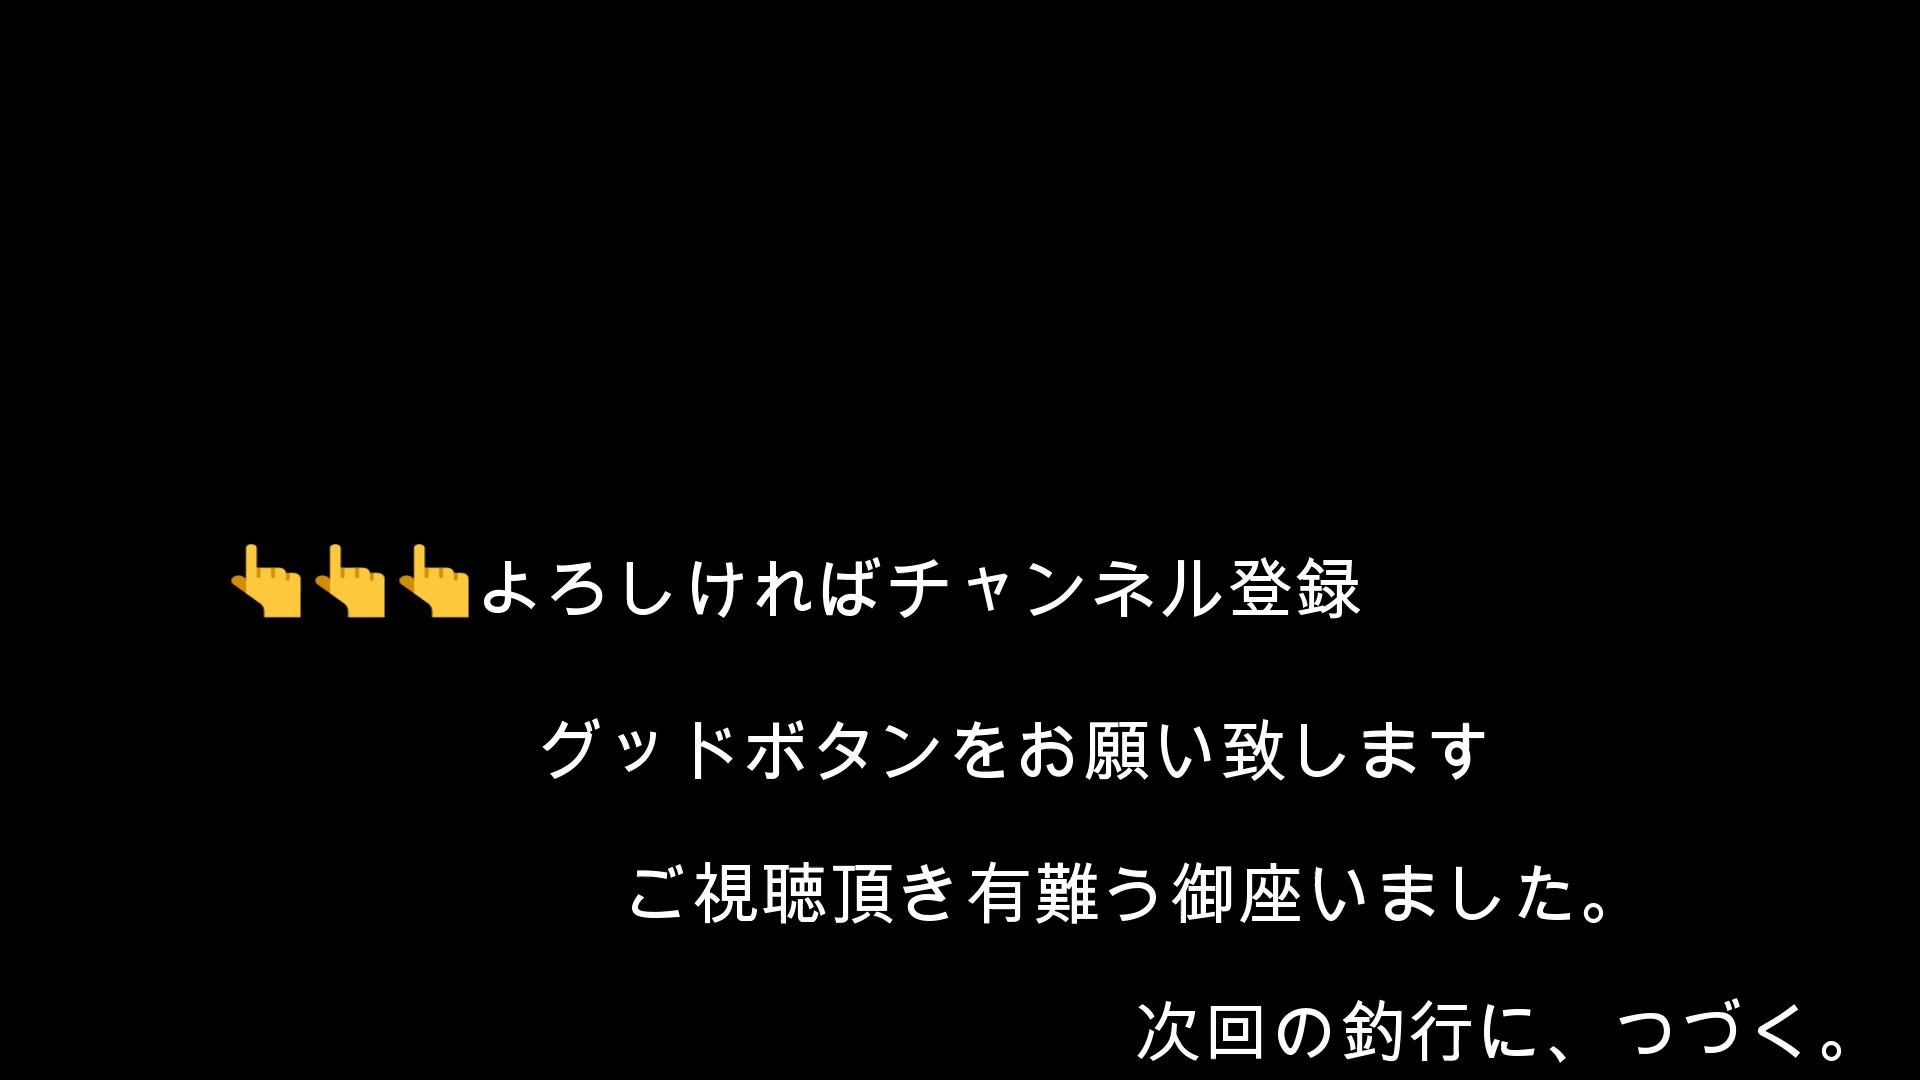 👆👆👆よろしければチャンネル登録
グッドボタンをお願い致します
ご視聴頂き有難う御座いました。
次回の釣行に、つづく。